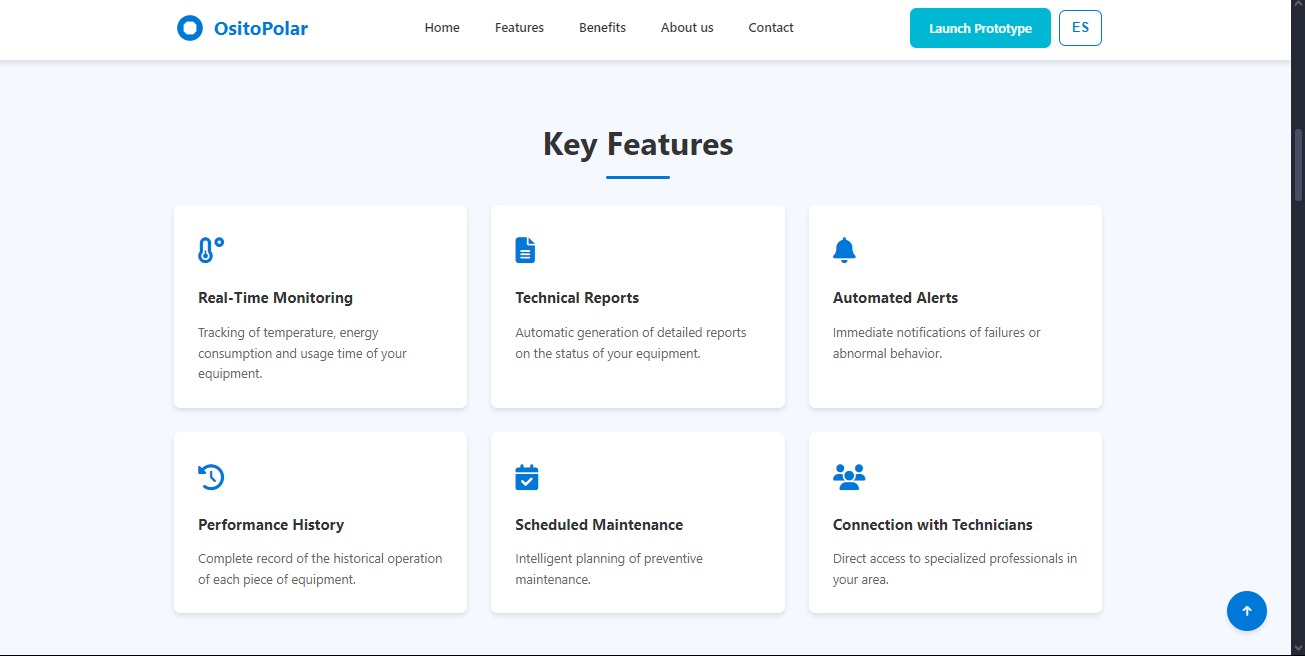 OsitoPolar
Home
Features
Benefits
About us
Contact
Launch Prototype
ES
Key Features
Real-Time Monitoring
Tracking of temperature, energy
consumption and usage time of your
equipment.
Technical Reports
Automatic generation of detailed reports
on the status of your equipment.
Automated Alerts
Immediate notifications of failures or
abnormal behavior.
Performance History
Complete record of the historical operation
of each piece of equipment.
Scheduled Maintenance
Intelligent planning of preventive
maintenance.
Connection with Technicians
Direct access to specialized professionals in
your area.